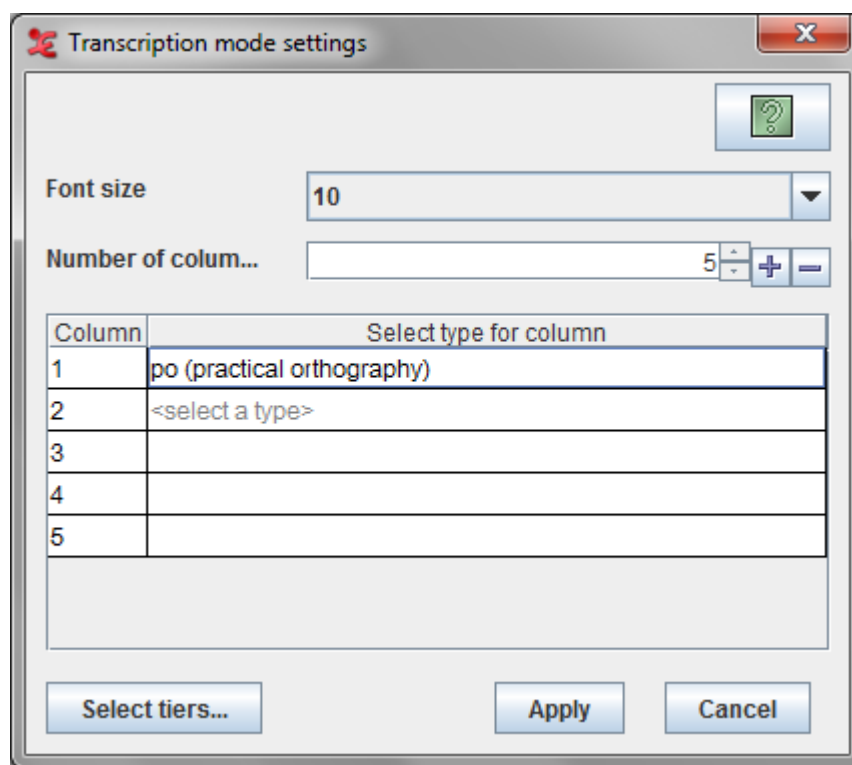 Transcription mode settings
Font size
10
Number of colum...
5
Column Select type for column
1 po (practical orthography)
2 <select a type>
3
4
5
Select tiers... Apply Cancel